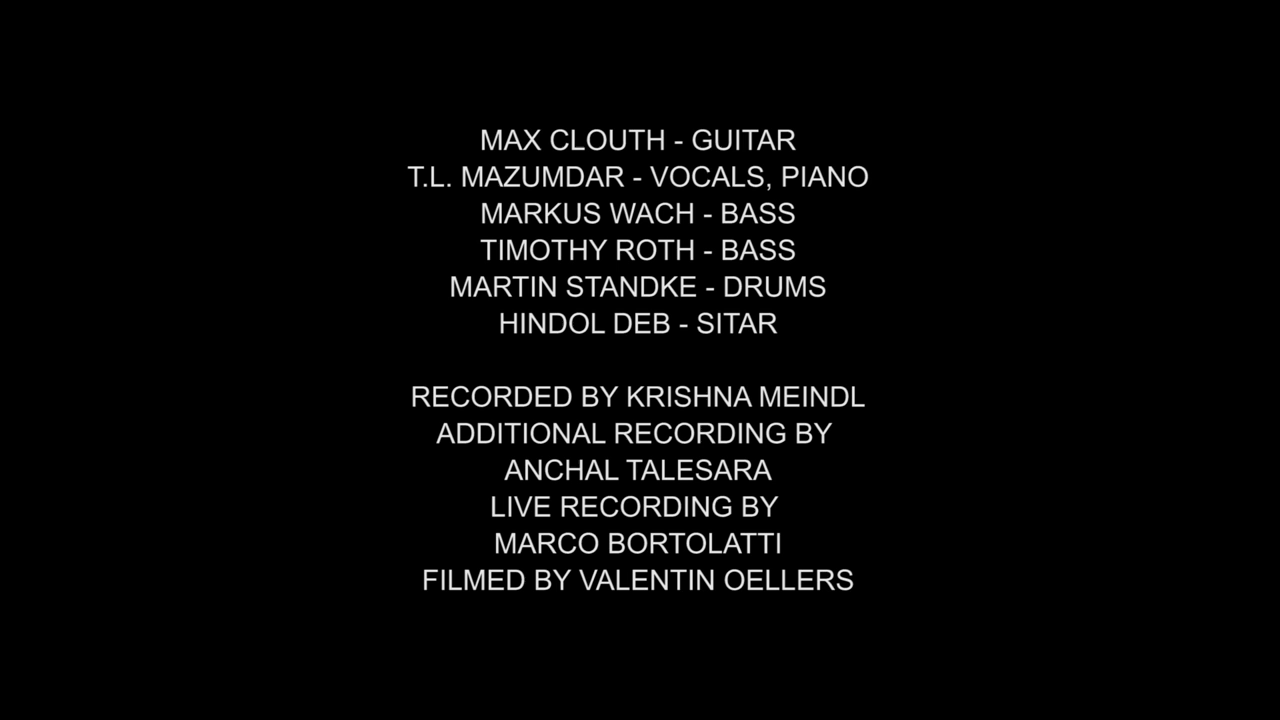 MAX CLOUTH - GUITAR
T.L. MAZUMDAR - VOCALS, PIANO
MARKUS WACH - BASS
TIMOTHY ROTH - BASS
MARTIN STANDKE - DRUMS
HINDOL DEB - SITAR
RECORDED BY KRISHNA MEINDL
ADDITIONAL RECORDING BY
ANCHAL TALESARA
LIVE RECORDING BY
MARCO BORTOLATTI
FILMED BY VALENTIN OELLERS